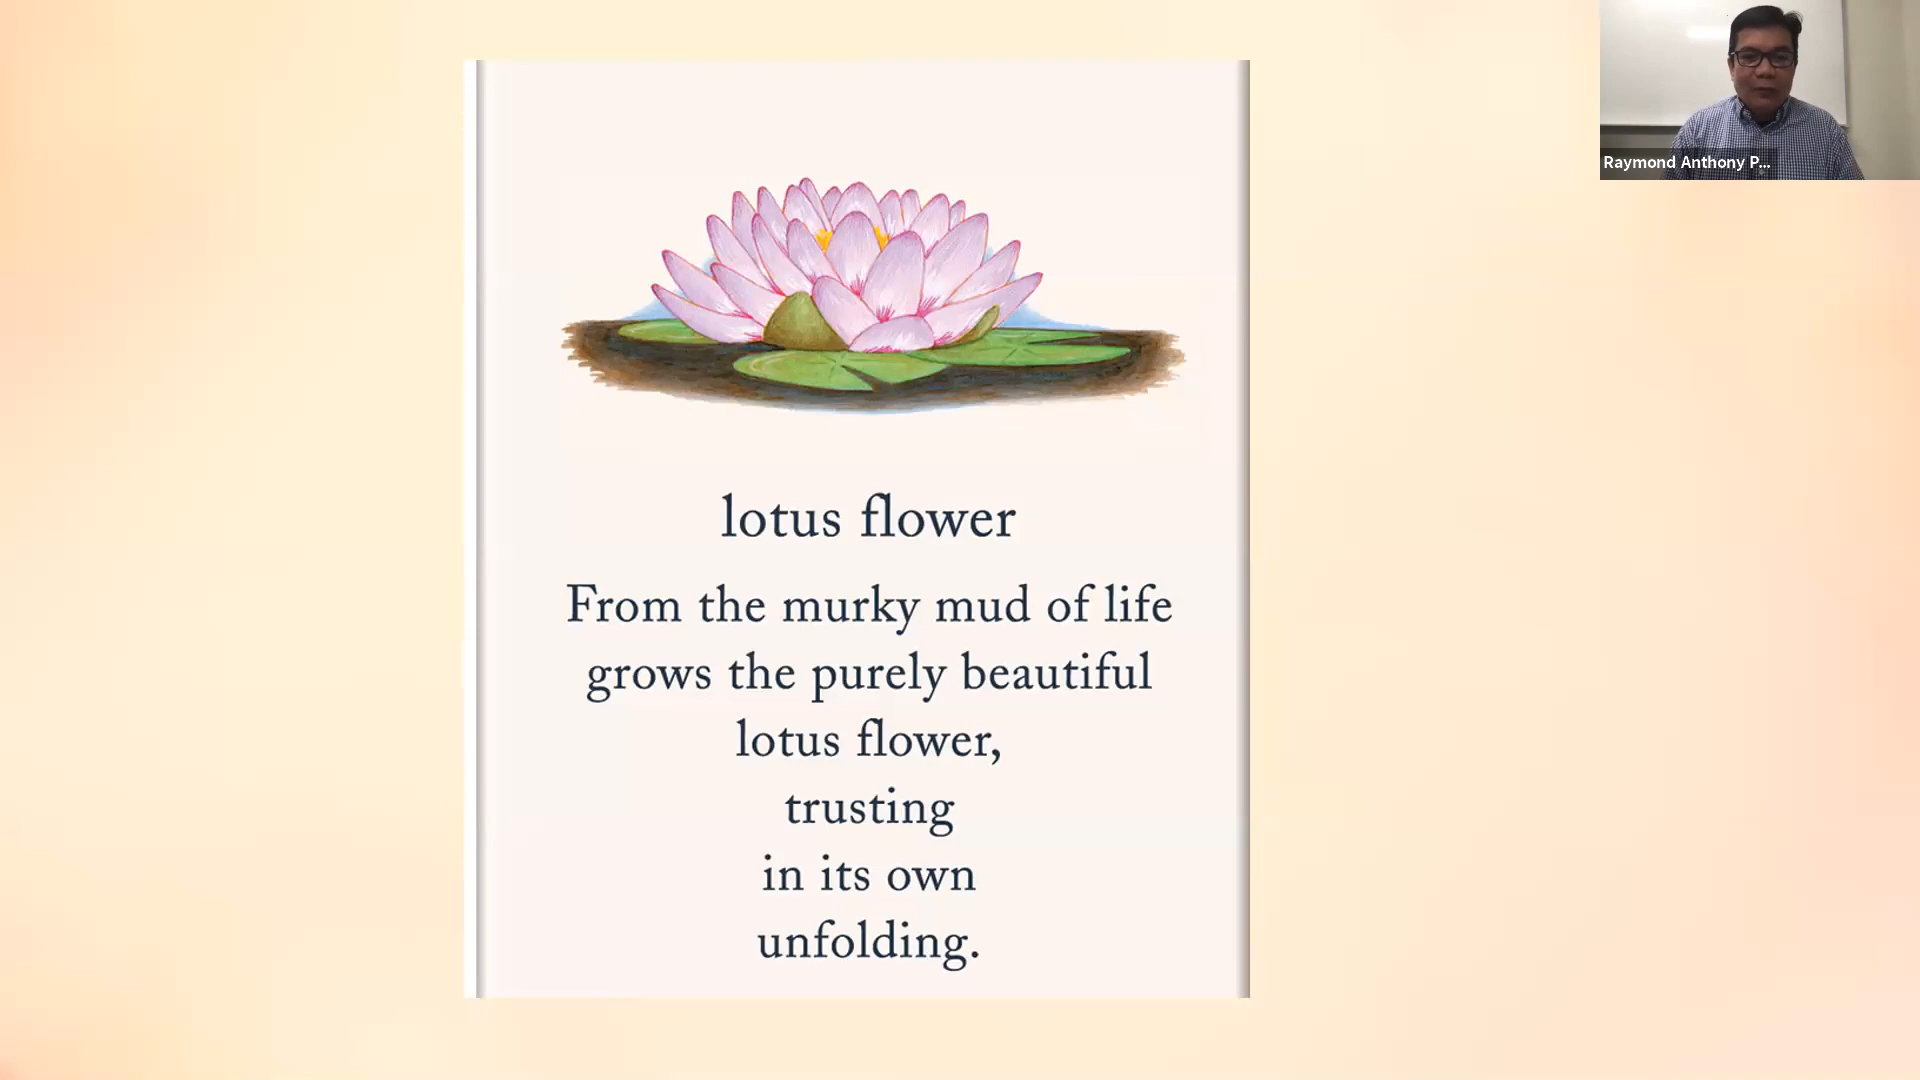 lotus flower
From the murky mud of life
grows the purely beautiful
lotus flower,
trusting
in its own
unfolding.
Raymond Anthony P...